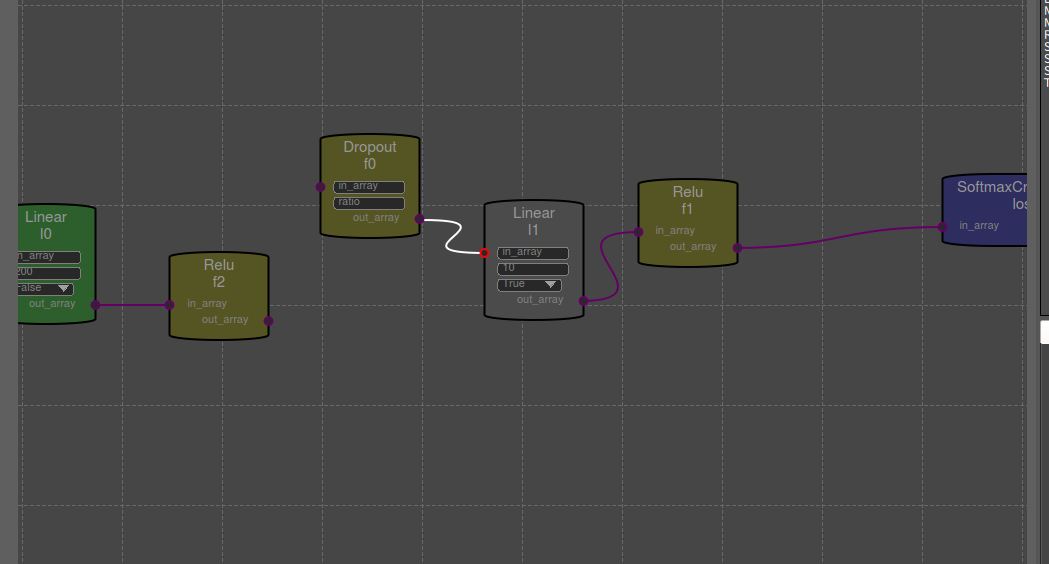 Linear
l0
n_array
200
alse
out_array
Relu
f2
in_array
out_array
Dropout
f0
in_array
ratio
out_array
Linear
l1
in_array
10
True
out_array
Relu
f1
in_array
out_array
SoftmaxCr
los
in_array
M
M
R
S
S
S
T